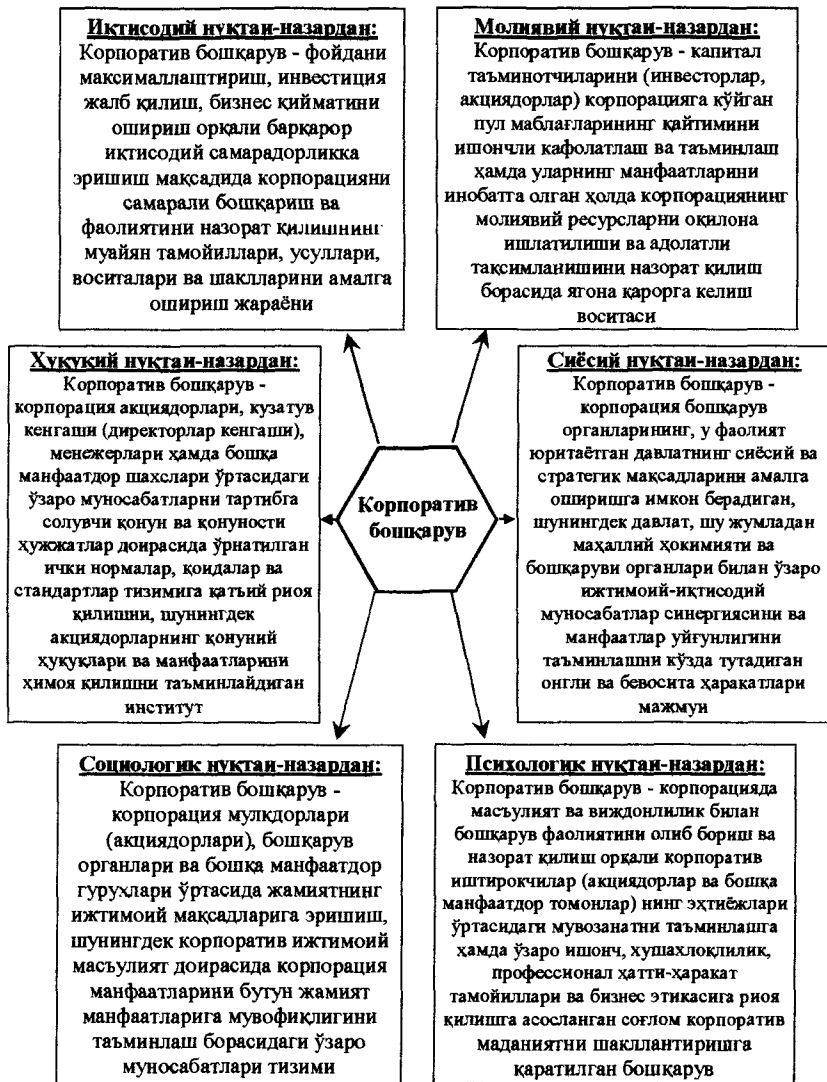 Иқтисодий нуқтаи-назардан:
Корпоратив бошқарув - фойдани
максималлаштириш, инвестиция
жалб қилиш, бизнес қийматини
ошириш орқали барқарор
иқтисодий самарадорликка
эришиш мақсадида корпорацияни
самарали бошқариш ва
фаолиятини назорат қилишнинг
муайян тамойиллари, усуллари,
воситалари ва шаклларини амалга
ошириш жараёни
Молиявий нуқтаи-назардан:
Корпоратив бошқарув - капитал
таъминотчиларини (инвесторлар,
акциядорлар) корпорацияга қўйган
пул маблағларининг қайтимини
ишончли кафолатлаш ва таъминлаш
ҳамда уларнинг манфаатларини
инобатга олган ҳолда корпорациянинг
молиявий ресурсларни оқилона
ишлатилиши ва адолатли
тақсимланишини назорат қилиш
борасида ягона қарорга келиш
воситаси
Ҳуқуқий нуқтаи-назардан:
Корпоратив бошқарув -
корпорация акциядорлари, кузатув
кенгаши (директорлар кенгаши),
менежерлари ҳамда бошқа
манфаатдор шахслари ўртасидаги
ўзаро муносабатларни тартибга
солувчи қонун ва қонуности
ҳужжатлар доирасида ўрнатилган
ички нормалар, қоидалар ва
стандартлар тизимига қатъий риоя
қилишни, шунингдек
акциядорларнинг қонуний
ҳуқуқлари ва манфаатларини
ҳимоя қилишни таъминлайдиган
институт
Корпоратив
бошқарув
Сиёсий нуқтаи-назардан:
Корпоратив бошқарув -
корпорация бошқарув
органларининг, у фаолият
юритаётган давлатнинг сиёсий ва
стратегик мақсадларини амалга
оширишга имкон берадиган,
шунингдек давлат, шу жумладан
маҳаллий ҳокимияти ва
бошқаруви органлари билан ўзаро
ижтимоий-иқтисодий
муносабатлар синергиясини ва
манфаатлар уйғунлигини
таъминлашни кўзда тутадиган
онгли ва бевосита ҳаракатлари
мажмуи
Социологик нуқтаи-назардан:
Корпоратив бошқарув -
корпорация мулкдорлари
(акциядорлари), бошқарув
органлари ва бошқа манфаатдор
гуруҳлари ўртасида жамиятнинг
ижтимоий мақсадларига эришиш,
шунингдек корпоратив ижтимоий
масъулият доирасида корпорация
манфаатларини бутун жамият
манфаатларига мувофиқлигини
таъминлаш борасидаги ўзаро
муносабатлари тизими
Психологик нуқтаи-назардан:
Корпоратив бошқарув - корпорацияда
масъулият ва виждонлилик билан
бошқарув фаолиятини олиб бориш ва
назорат қилиш орқали корпоратив
иштирокчилар (акциядорлар ва бошқа
манфаатдор томонлар) нинг эҳтиёжлари
ўртасидаги мувозанатни таъминлашга
ҳамда ўзаро ишонч, хушахлоқлилик,
профессионал ҳатти-ҳаракат
тамойиллари ва бизнес этикасига риоя
қилишга асосланган соғлом корпоратив
маданиятни шакллантиришга
қаратилган бошқарув